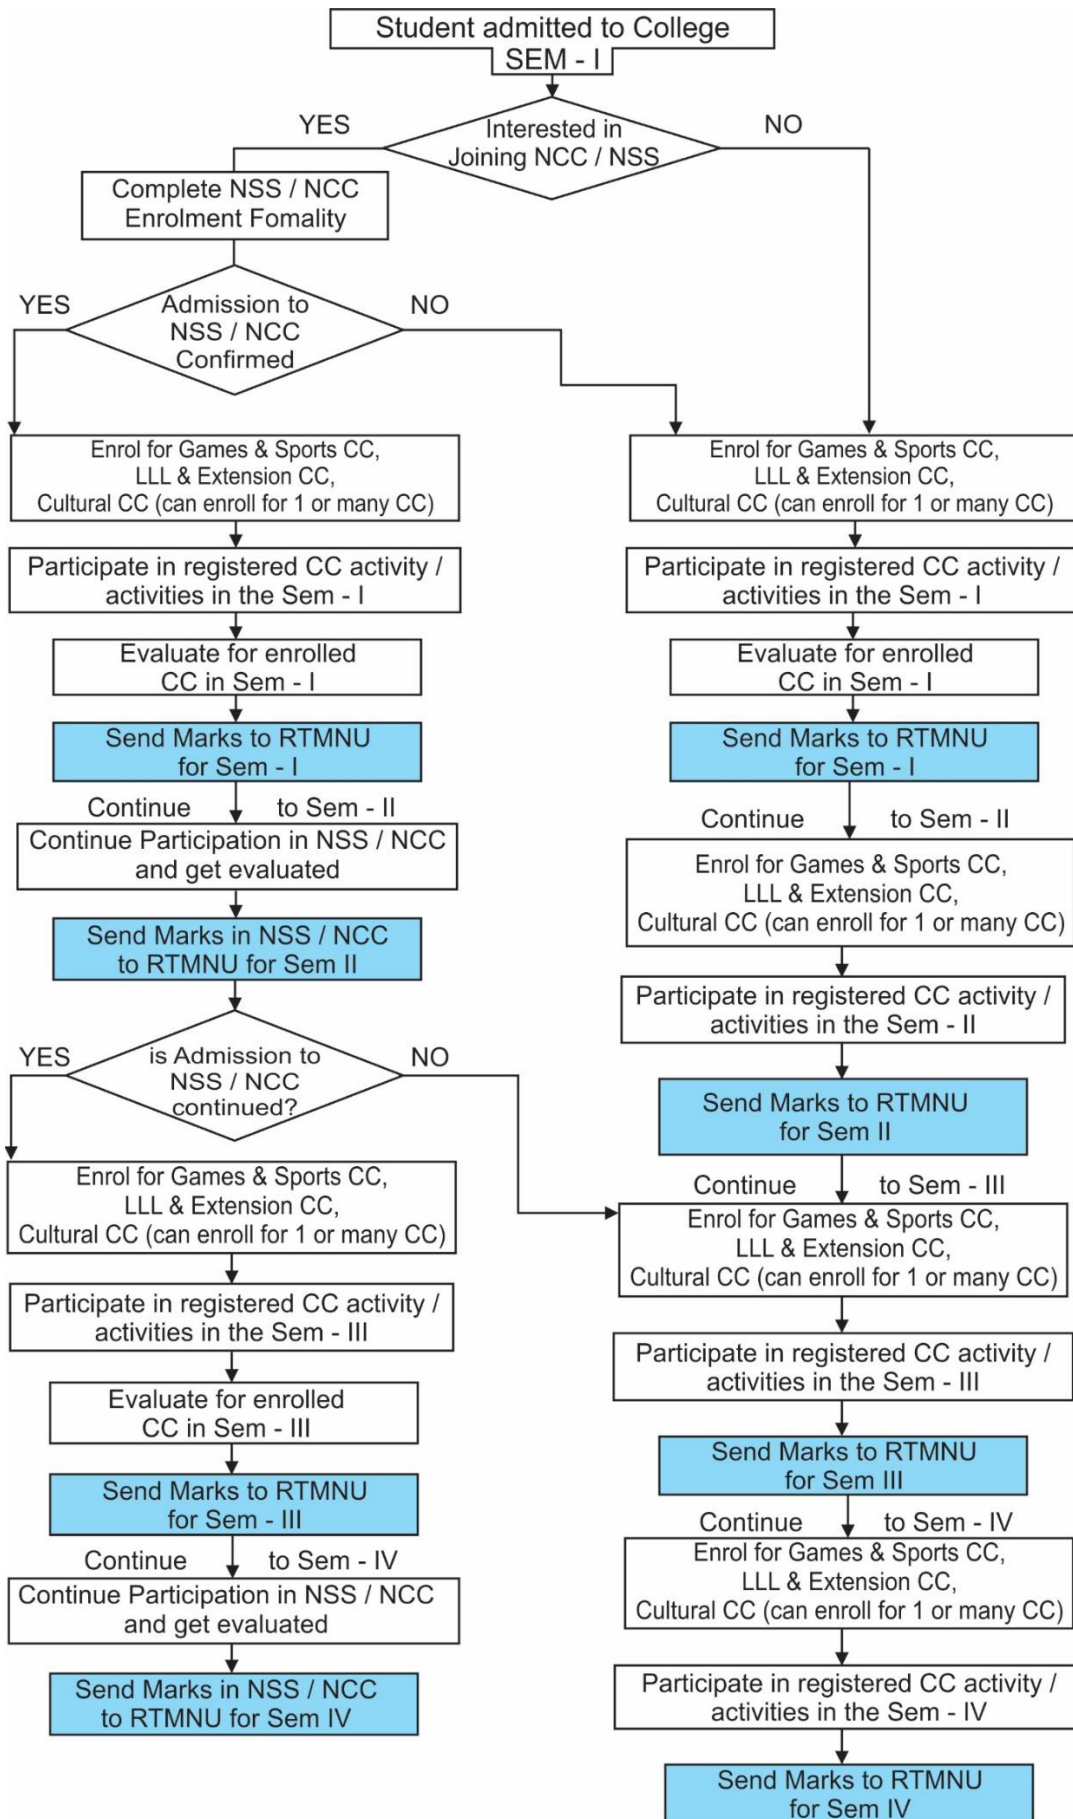 Student admitted to College
SEM - I
YES
Interested in
Joining NCC / NSS
NO
Complete NSS / NCC
Enrolment Fomality
YES
Admission to
NSS / NCC
Confirmed
NO
Enrol for Games & Sports CC,
LLL & Extension CC,
Cultural CC (can enroll for 1 or many CC)
Participate in registered CC activity /
activities in the Sem - I
Evaluate for enrolled
CC in Sem - I
Send Marks to RTMNU
for Sem - I
Continue to Sem - II
Continue Participation in NSS / NCC
and get evaluated
Send Marks in NSS / NCC
to RTMNU for Sem II
YES
is Admission to
NSS / NCC
continued?
NO
Enrol for Games & Sports CC,
LLL & Extension CC,
Cultural CC (can enroll for 1 or many CC)
Participate in registered CC activity /
activities in the Sem - III
Evaluate for enrolled
CC in Sem - III
Send Marks to RTMNU
for Sem - III
Continue to Sem - IV
Continue Participation in NSS / NCC
and get evaluated
Send Marks in NSS / NCC
to RTMNU for Sem IV
Enrol for Games & Sports CC,
LLL & Extension CC,
Cultural CC (can enroll for 1 or many CC)
Participate in registered CC activity /
activities in the Sem - I
Evaluate for enrolled
CC in Sem - I
Send Marks to RTMNU
for Sem - I
Continue to Sem - II
Enrol for Games & Sports CC,
LLL & Extension CC,
Cultural CC (can enroll for 1 or many CC)
Participate in registered CC activity /
activities in the Sem - II
Send Marks to RTMNU
for Sem II
Continue to Sem - III
Enrol for Games & Sports CC,
LLL & Extension CC,
Cultural CC (can enroll for 1 or many CC)
Participate in registered CC activity /
activities in the Sem - III
Send Marks to RTMNU
for Sem III
Continue to Sem - IV
Enrol for Games & Sports CC,
LLL & Extension CC,
Cultural CC (can enroll for 1 or many CC)
Participate in registered CC activity /
activities in the Sem - IV
Send Marks to RTMNU
for Sem IV